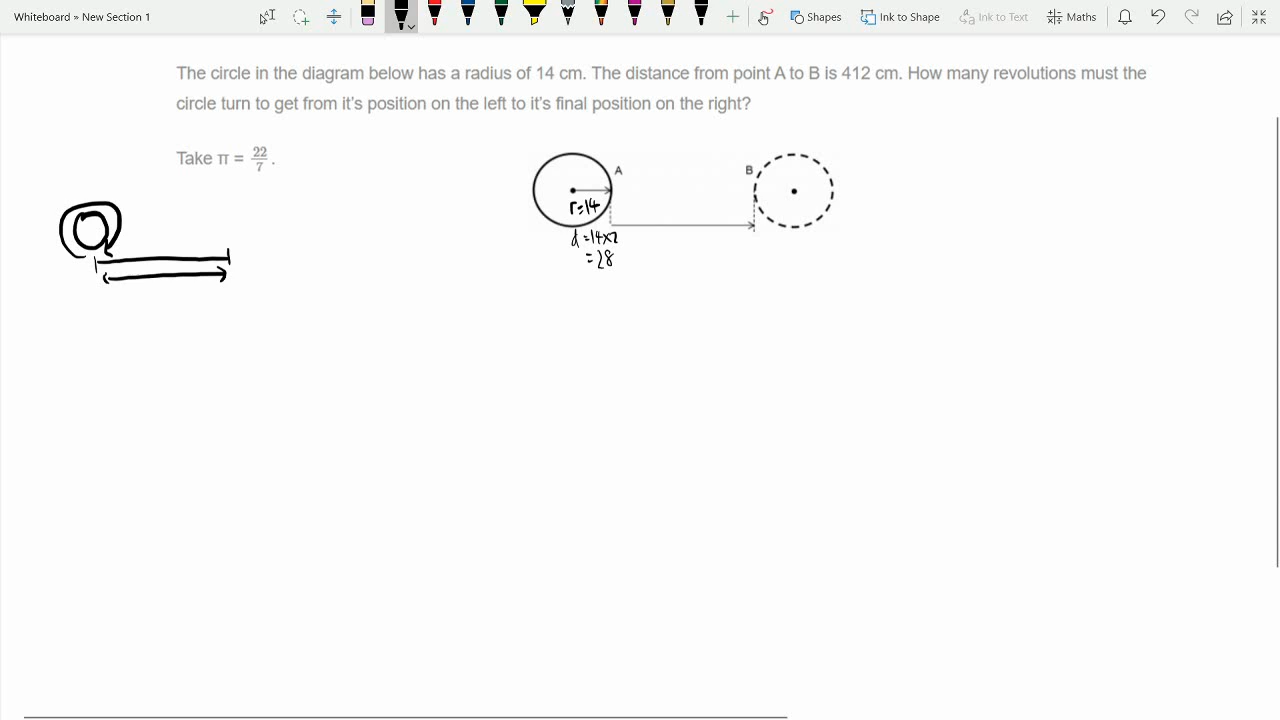 Whiteboard » New Section 1
Shapes
Ink to Shape
Ink to Text
Maths
The circle in the diagram below has a radius of 14 cm. The distance from point A to B is 412 cm. How many revolutions must the
circle turn to get from it's position on the left to it's final position on the right?
Take π = 22/7 .
A
B
r=14
d=14×2
=28